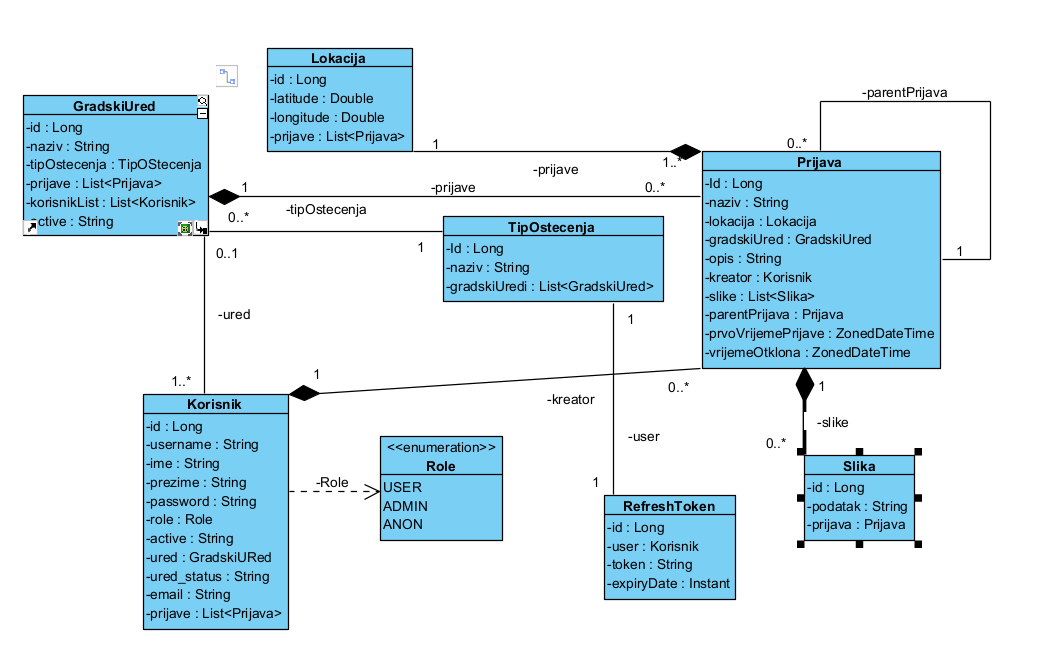 Lokacija
-id : Long
-latitude : Double
-longitude : Double
-prijave : List<Prijava>
GradskiUred
-id : Long
-naziv : String
-tipOstecenja : TipOStecenja
-prijave : List<Prijava>
-korisnikList : List<Korisnik>
active : String
-parentPrijava
0..*
1
1
1..*
-prijave
Prijava
-Id : Long
-naziv : String
-lokacija : Lokacija
-gradskiUred : GradskiUred
-opis : String
-kreator : Korisnik
-slike : List<Slika>
-parentPrijava : Prijava
-prvoVrijemePrijave : ZonedDateTime
-vrijemeOtklona : ZonedDateTime
1
-prijave
0..*
0..*
-tipOstecenja
1
TipOstecenja
-Id : Long
-naziv : String
-gradskiUredi : List<GradskiUred>
0..1
-ured
1..*
1
-user
1
1
-kreator
0..*
1
-slike
0..*
Korisnik
-id : Long
-username : String
-ime : String
-prezime : String
-password : String
-role : Role
-active : String
-ured : GradskiURed
-ured_status : String
-email : String
-prijave : List<Prijava>
-Role
<<enumeration>>
Role
USER
ADMIN
ANON
RefreshToken
-id : Long
-user : Korisnik
-token : String
-expiryDate : Instant
Slika
-id : Long
-podatak : String
-prijava : Prijava